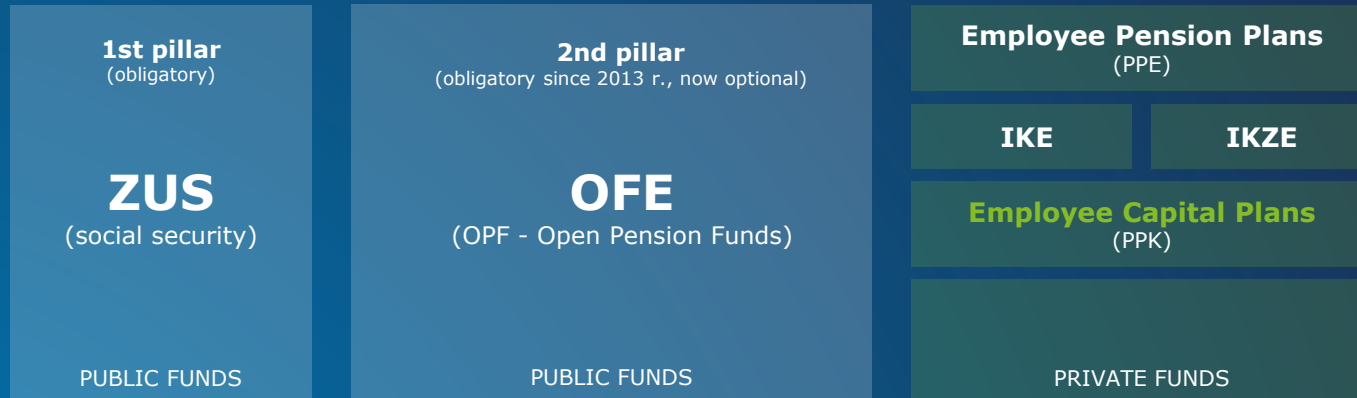 1st pillar
(obligatory)
ZUS
(social security)
PUBLIC FUNDS
2nd pillar
(obligatory since 2013 r., now optional)
OFE
(OPF - Open Pension Funds)
PUBLIC FUNDS
Employee Pension Plans
(PPE)
IKE
IKZE
Employee Capital Plans
(PPK)
PRIVATE FUNDS